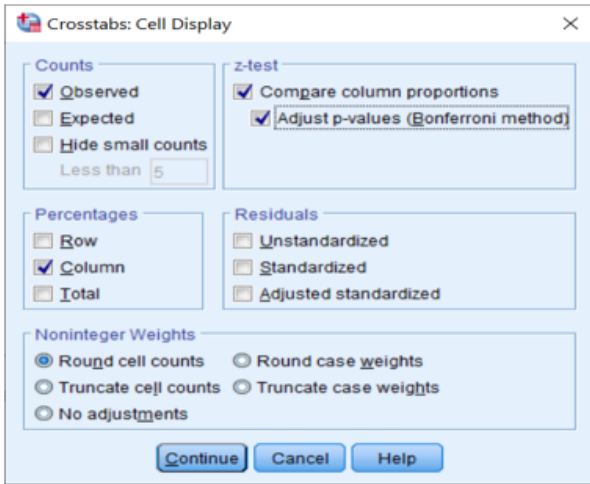 Crosstabs: Cell Display
Counts
Observed
Expected
Hide small counts
Less than 5
z-test
Compare column proportions
Adjust p-values (Bonferroni method)
Percentages
Row
Column
Total
Residuals
Unstandardized
Standardized
Adjusted standardized
Noninteger Weights
Round cell counts Round case weights
Truncate cell counts Truncate case weights
No adjustments
Continue Cancel Help